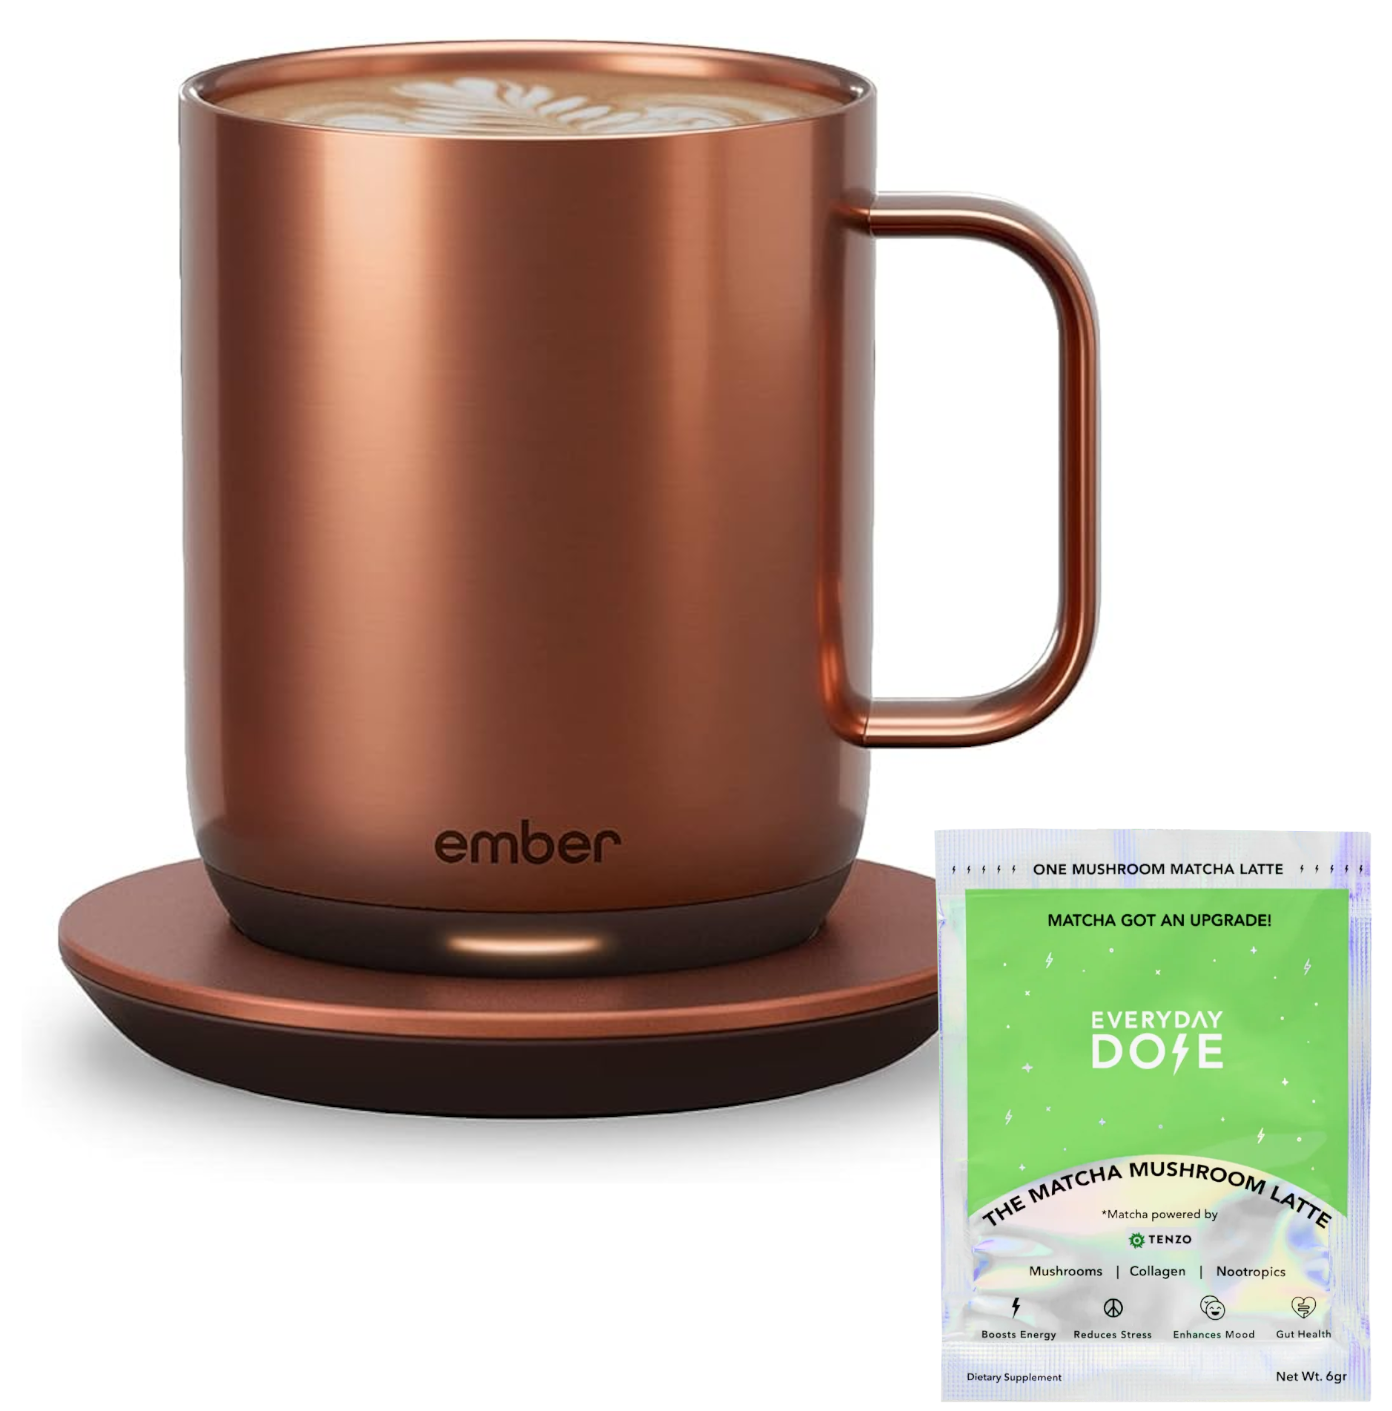 ember
ONE MUSHROOM MATCHA LATTE
MATCHA GOT AN UPGRADE!
EVERYDAY
DOSE
THE MATCHA MUSHROOM LATTE
*Matcha powered by
TENZO
Mushrooms | Collagen | Nootropics
Boosts Energy Reduces Stress Enhances Mood Gut Health
Dietary Supplement Net Wt. 6gr